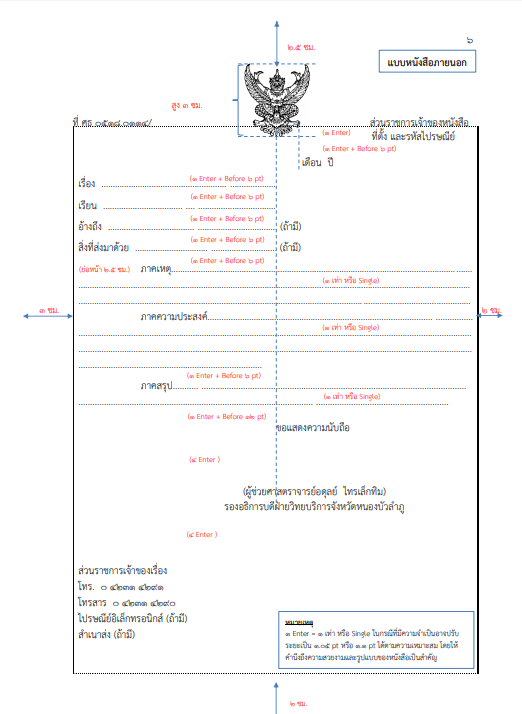 ๖
๒.๕ ซม.
แบบหนังสือภายนอก
สูง ๓ ซม.
ที่ ศธ ๐๕๑๘.๐๑๑๔/ ส่วนราชการเจ้าของหนังสือ
(๑ Enter) ที่ตั้ง และรหัสไปรษณีย์
(๑ Enter + Before ๖ pt)
เดือน ปี
(๑ Enter + Before ๖ pt)
เรื่อง
(๑ Enter + Before ๖ pt)
เรียน
(๑ Enter + Before ๖ pt)
อ้างถึง (ถ้ามี)
(๑ Enter + Before ๖ pt)
สิ่งที่ส่งมาด้วย (ถ้ามี)
(๑ Enter + Before ๖ pt)
(ย่อหน้า ๒.๕ ซม.) ภาคเหตุ
(๑ เท่า หรือ Single)
๓ ซม. ๒ ซม.
ภาคความประสงค์
(๑ เท่า หรือ Single)
(๑ Enter + Before ๖ pt)
ภาคสรุป
(๑ เท่า หรือ Single)
(๑ Enter + Before ๑๒ pt)
ขอแสดงความนับถือ
(๔ Enter )
(ผู้ช่วยศาสตราจารย์อดุลย์ ไทรเล็กทิม)
รองอธิการบดีฝ่ายวิทยบริการจังหวัดหนองบัวลำภู
(๔ Enter )
ส่วนราชการเจ้าของเรื่อง
โทร. ๐ ๔๒๓๑ ๔๒๙๑
โทรสาร ๐ ๔๒๓๑ ๔๒๙๐
ไปรษณีย์อิเล็กทรอนิกส์ (ถ้ามี)
สำเนาส่ง (ถ้ามี)
หมายเหตุ
๑ Enter = ๑ เท่า หรือ Single ในกรณีที่มีความจำเป็นอาจปรับ
ระยะเป็น ๑.๐๕ pt หรือ ๑.๑ pt ได้ตามความเหมาะสม โดยให้
คำนึงถึงความสวยงามและรูปแบบของหนังสือเป็นสำคัญ
๒ ซม.